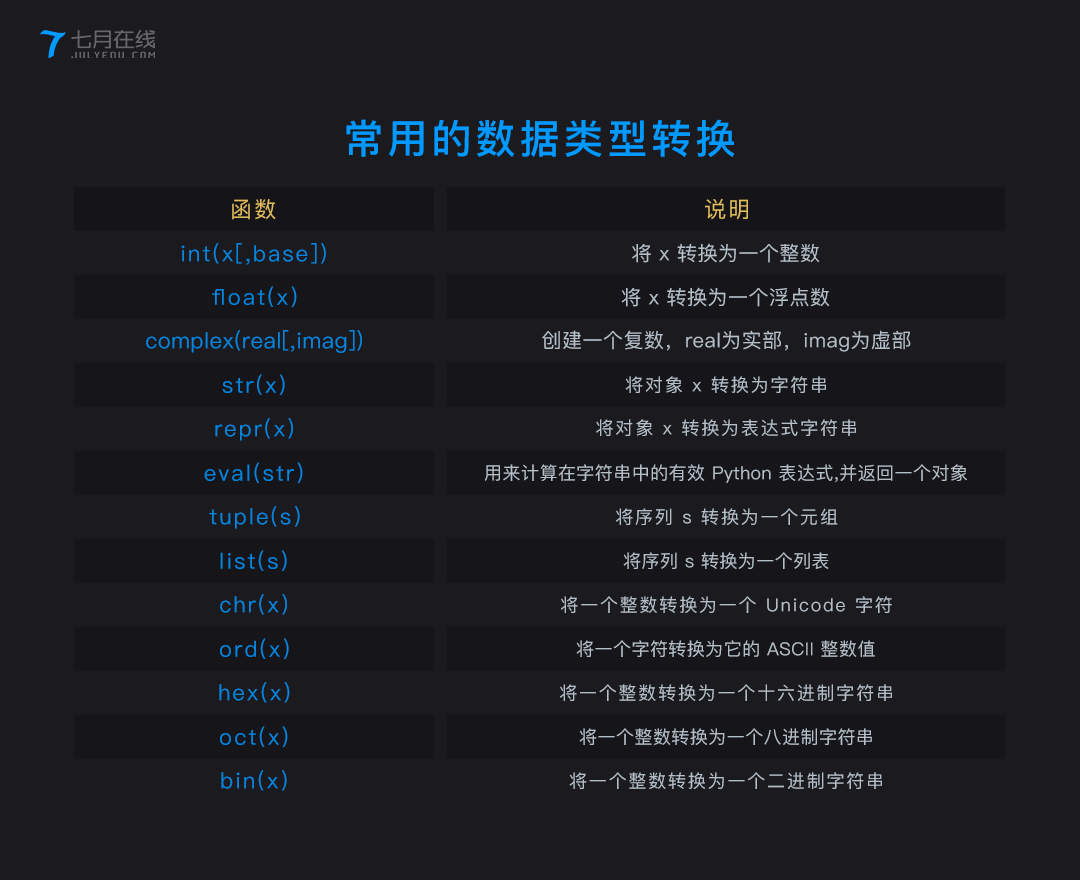 七月在线
JULYEDU.COM
常用的数据类型转换
函数 说明
int(x[,base]) 将 x 转换为一个整数
float(x) 将 x 转换为一个浮点数
complex(real[,imag]) 创建一个复数，real为实部，imag为虚部
str(x) 将对象 x 转换为字符串
repr(x) 将对象 x 转换为表达式字符串
eval(str) 用来计算在字符串中的有效 Python 表达式,并返回一个对象
tuple(s) 将序列 s 转换为一个元组
list(s) 将序列 s 转换为一个列表
chr(x) 将一个整数转换为一个 Unicode 字符
ord(x) 将一个字符转换为它的 ASCII 整数值
hex(x) 将一个整数转换为一个十六进制字符串
oct(x) 将一个整数转换为一个八进制字符串
bin(x) 将一个整数转换为一个二进制字符串